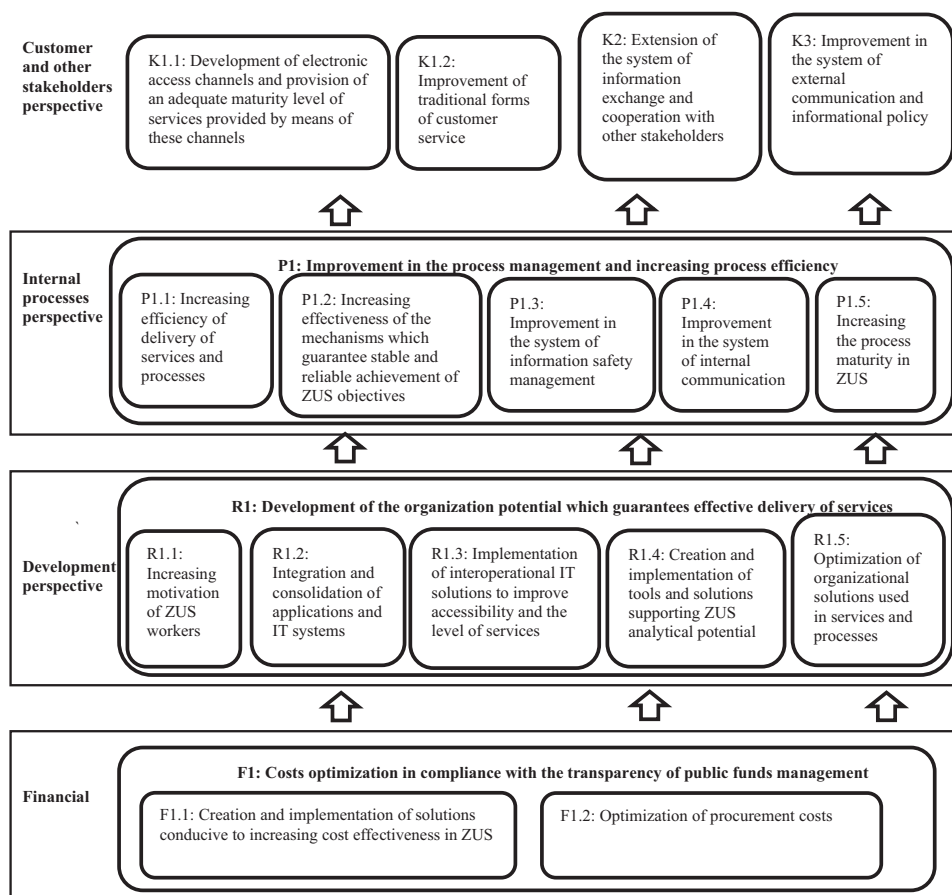 Customer
and other
stakeholders
perspective
K1.1: Development of electronic
access channels and provision of
an adequate maturity level of
services provided by means of
these channels
K1.2:
Improvement of
traditional forms
of customer
service
K2: Extension of
the system of
information
exchange and
cooperation with
other stakeholders
K3: Improvement in
the system of
external
communication and
informational policy
Internal
processes
perspective
P1: Improvement in the process management and increasing process efficiency
P1.1: Increasing
efficiency of
delivery of
services and
processes
P1.2: Increasing
effectiveness of the
mechanisms which
guarantee stable and
reliable achievement of
ZUS objectives
P1.3:
Improvement in
the system of
information safety
management
P1.4:
Improvement
in the system
of internal
communication
P1.5:
Increasing
the process
maturity in
ZUS
Development
perspective
R1: Development of the organization potential which guarantees effective delivery of services
R1.1:
Increasing
motivation
of ZUS
workers
R1.2:
Integration and
consolidation of
applications and
IT systems
R1.3: Implementation
of interoperational IT
solutions to improve
accessibility and the
level of services
R1.4: Creation and
implementation of
tools and solutions
supporting ZUS
analytical potential
R1.5:
Optimization of
organizational
solutions used
in services and
processes
Financial
F1: Costs optimization in compliance with the transparency of public funds management
F1.1: Creation and implementation of solutions
conducive to increasing cost effectiveness in ZUS
F1.2: Optimization of procurement costs